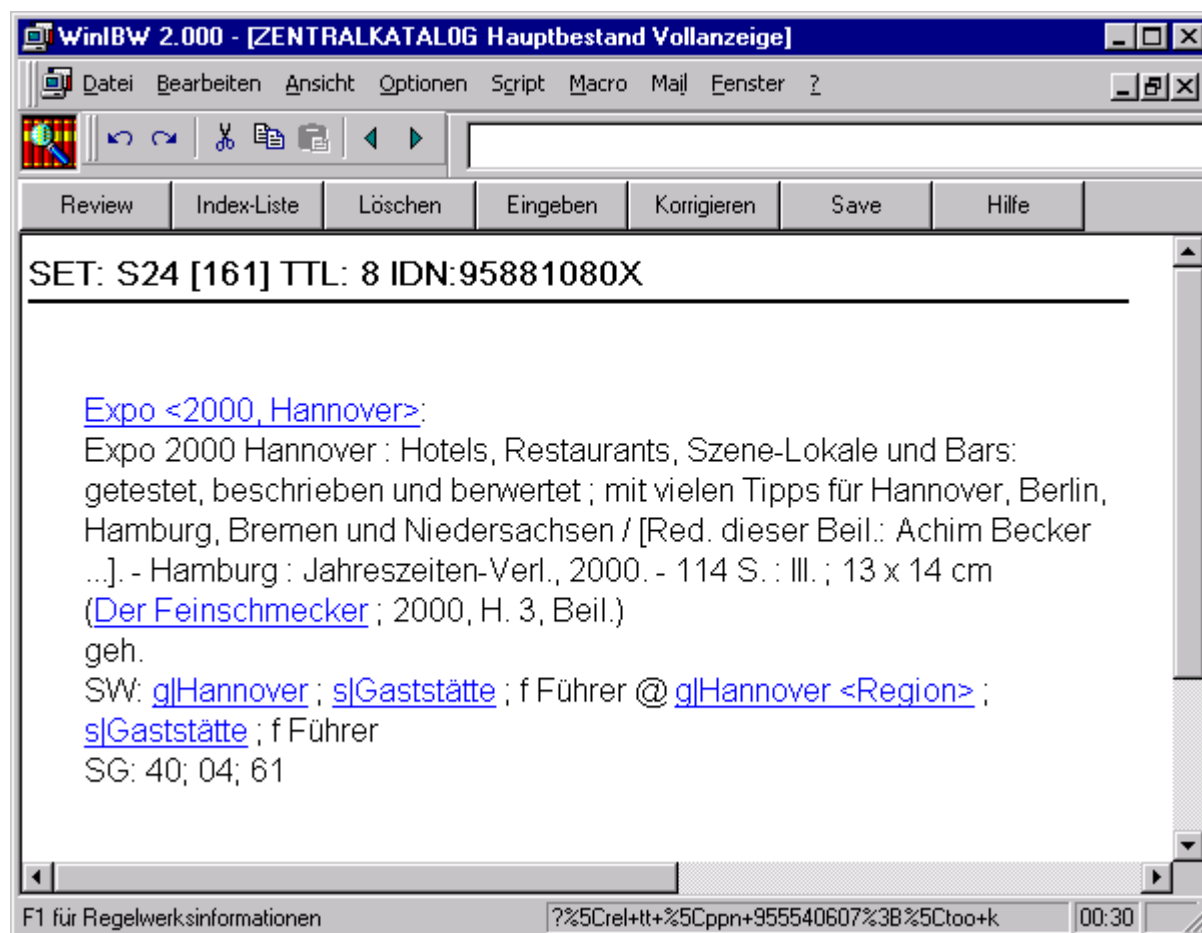 WinIBW 2.000 - [ZENTRALKATAL0G Hauptbestand Vollanzeige]
Datei Bearbeiten Ansicht Optionen Script Macro Mail Fenster ?
Review Index-Liste Löschen Eingeben Korrigieren Save Hilfe
SET: S24 [161] TTL: 8 IDN:95881080X
Expo <2000, Hannover>:
Expo 2000 Hannover : Hotels, Restaurants, Szene-Lokale und Bars:
getestet, beschrieben und berwertet ; mit vielen Tipps für Hannover, Berlin,
Hamburg, Bremen und Niedersachsen / [Red. dieser Beil.: Achim Becker
...]. - Hamburg : Jahreszeiten-Verl., 2000. - 114 S. : Ill. ; 13 x 14 cm
(Der Feinschmecker ; 2000, H. 3, Beil.)
geh.
SW: g|Hannover ; s|Gaststätte ; f Führer @ g|Hannover <Region> ;
s|Gaststätte ; f Führer
SG: 40; 04; 61
F1 für Regelwerksinformationen ?%5Crel+tt+%5Cppn+955540607%3B%5Ctoo+k 00:30